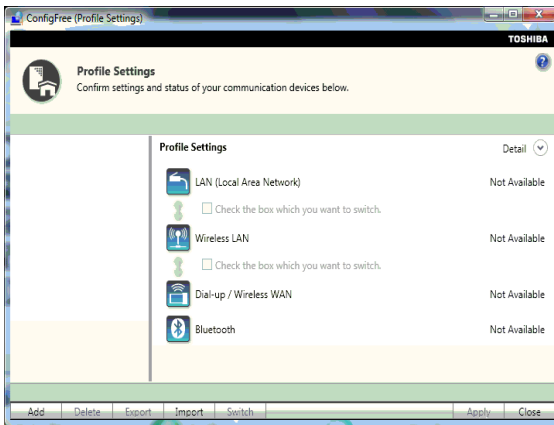 ConfigFree (Profile Settings)
TOSHIBA
Profile Settings
Confirm settings and status of your communication devices below.
Profile Settings
Detail
LAN (Local Area Network) Not Available
Check the box which you want to switch.
Wireless LAN Not Available
Check the box which you want to switch.
Dial-up / Wireless WAN Not Available
Bluetooth Not Available
Add Delete Export Import Switch Apply Close